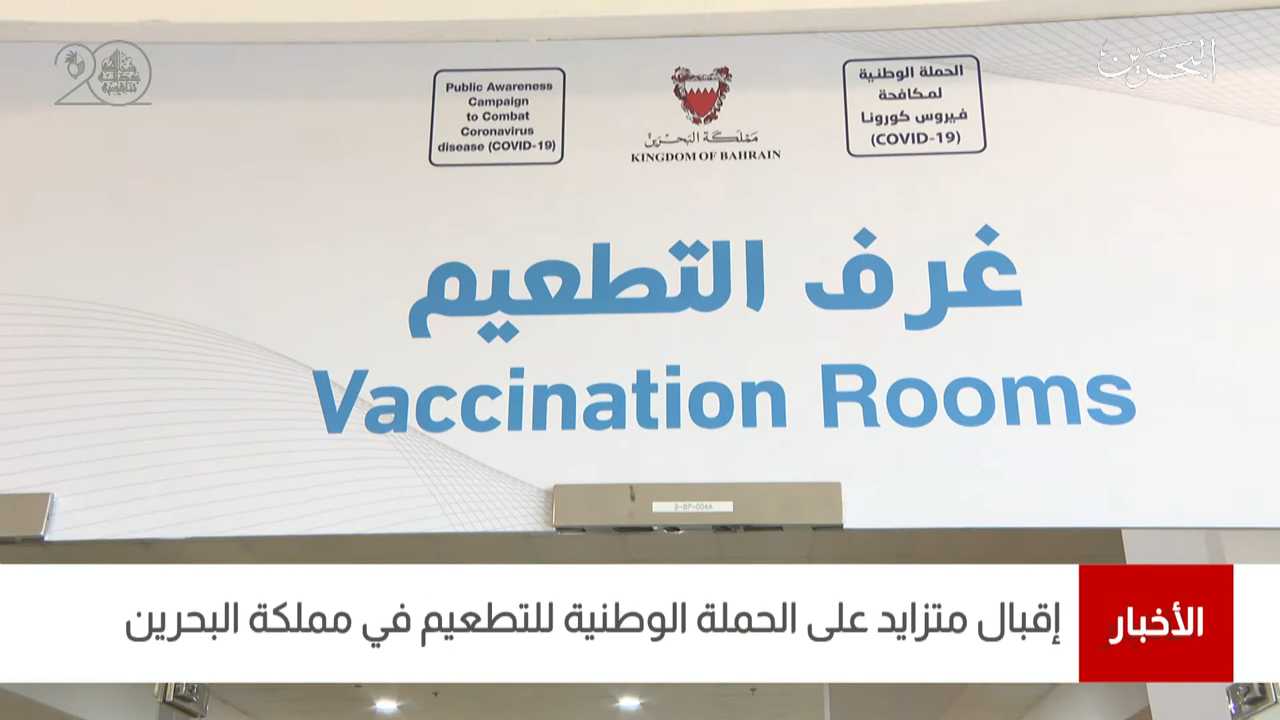 20
البحرين
Public Awareness
Campaign
to Combat
Coronavirus
disease (COVID-19)
مملكة البحرين
KINGDOM OF BAHRAIN
الحملة الوطنية
لمكافحة
فيروس كورونا
(COVID-19)
غرف التطعيم
Vaccination Rooms
الأخبار
إقبال متزايد على الحملة الوطنية للتطعيم في مملكة البحرين